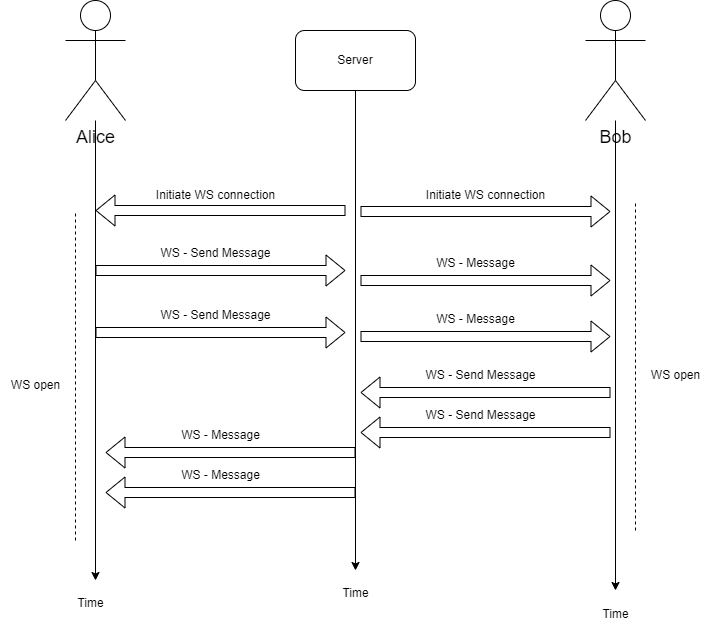 Server
Alice
Bob
Initiate WS connection
Initiate WS connection
WS - Send Message
WS - Message
WS - Send Message
WS - Message
WS open
WS open
WS - Send Message
WS - Send Message
WS - Message
WS - Message
Time
Time
Time